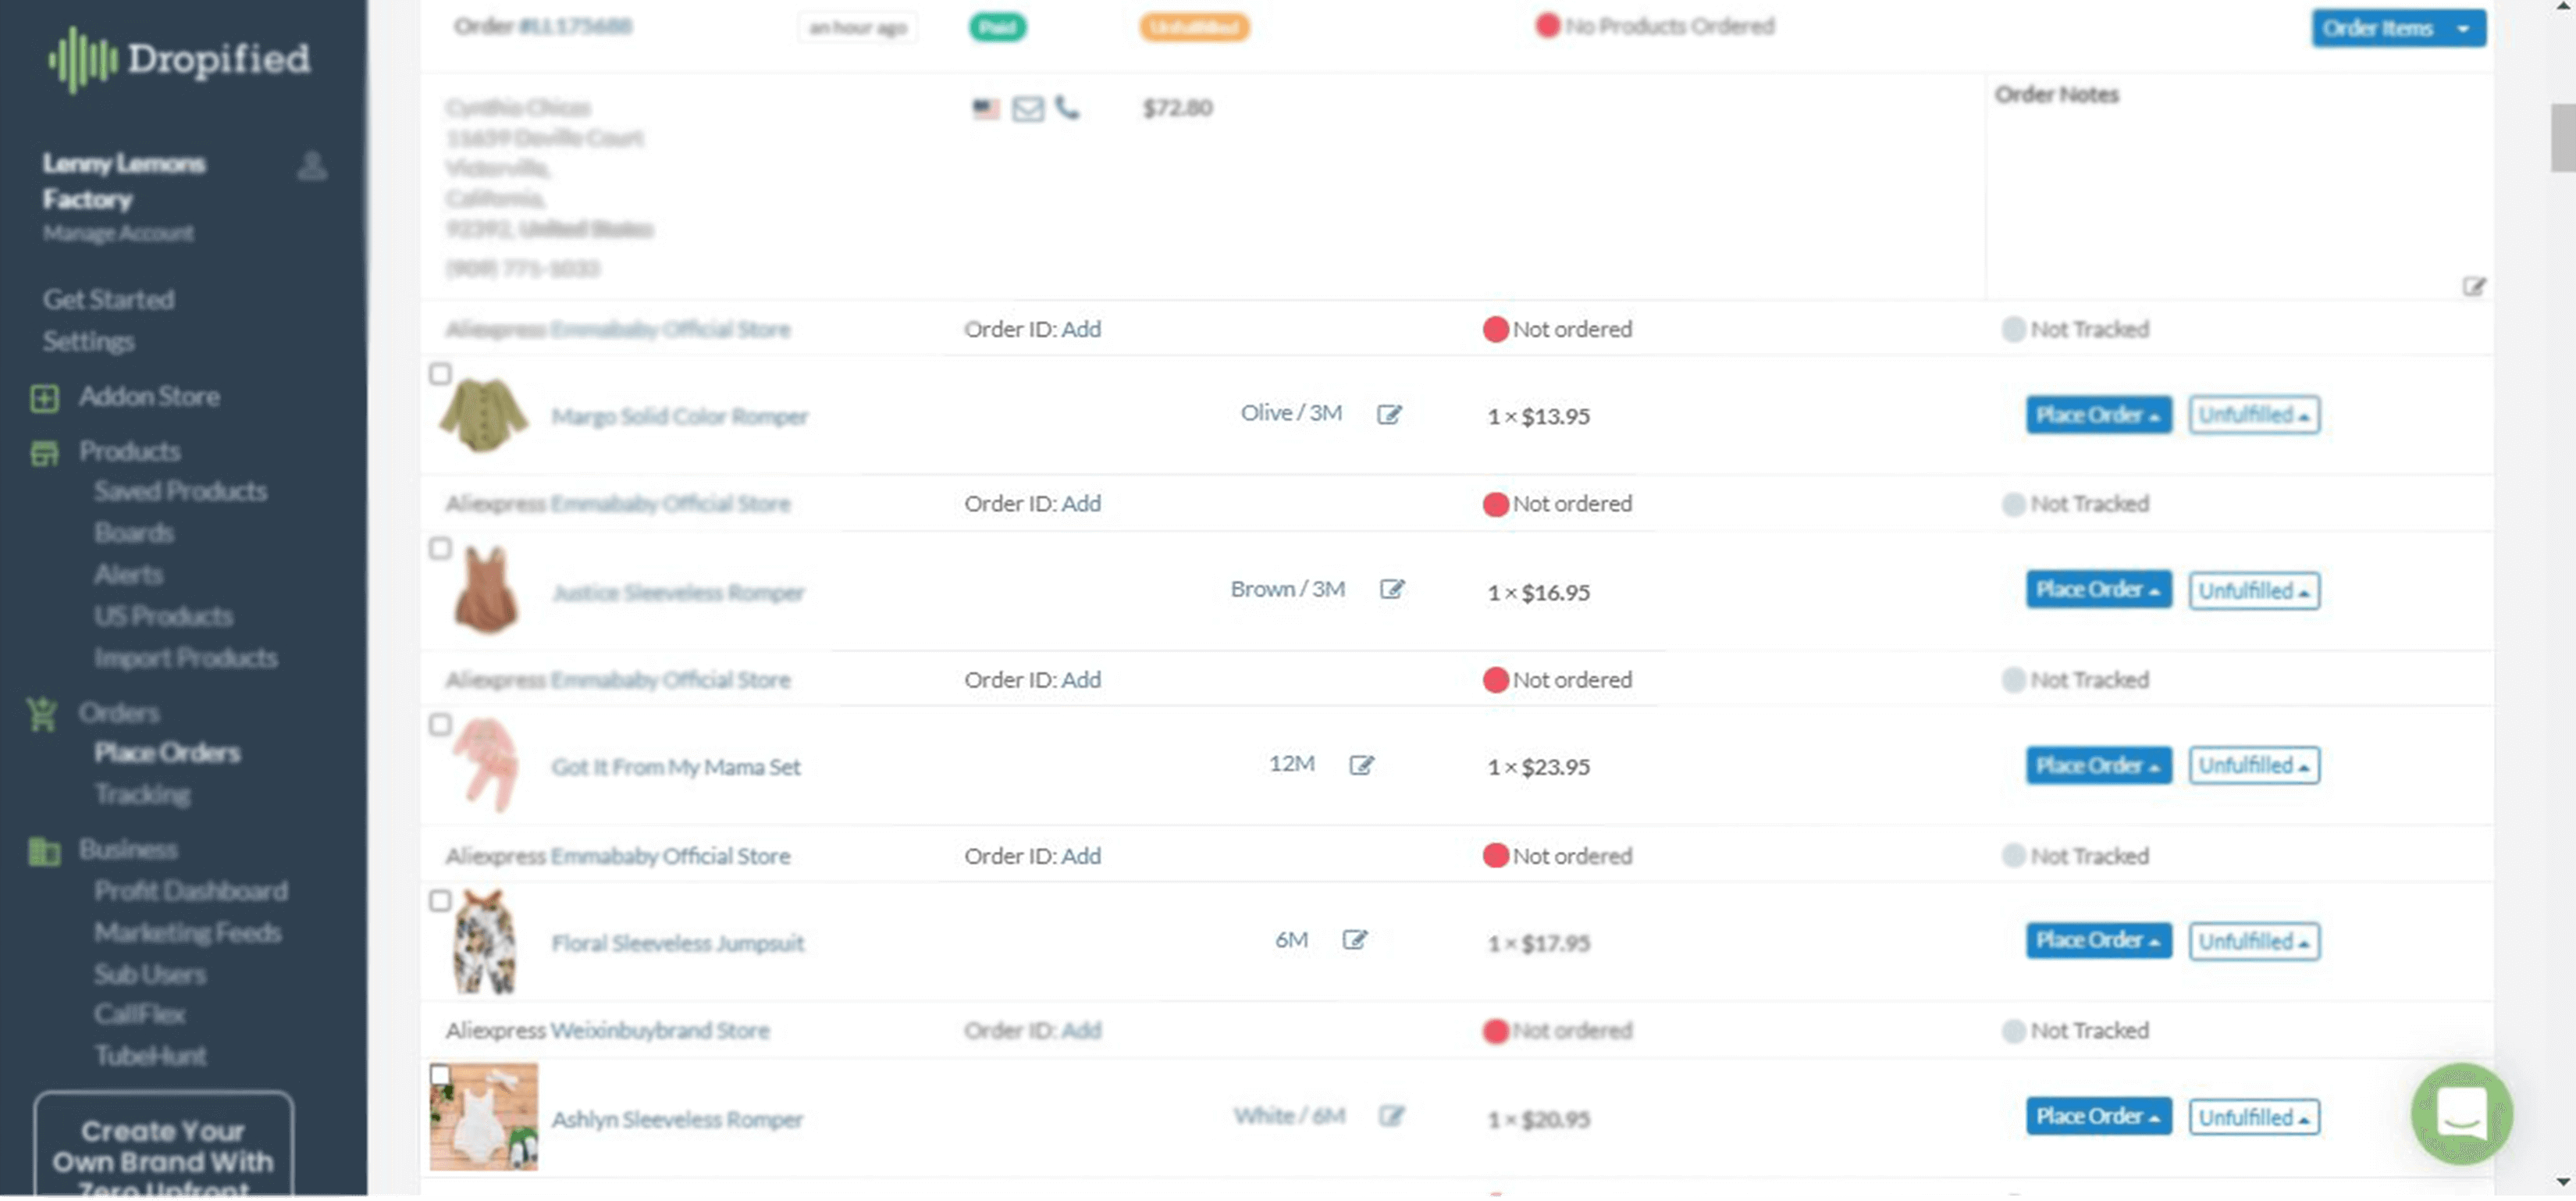 Dropified
Lenny Lemons
Factory
Manage Account
Get Started
Settings
Addon Store
Products
Saved Products
Boards
Alerts
US Products
Import Products
Orders
Place Orders
Tracking
Business
Profit Dashboard
Marketing Feeds
Sub Users
CallFlex
TubeHunt
Create Your
Own Brand With
Zero Upfront
Order an hour ago Paid Unfulfilled No Products Ordered Order Items
$72.80 Order Notes
California,
United States
Aliexpress Emmababy Official Store Order ID: Add Not ordered Not Tracked
Margo Solid Color Romper Olive / 3M 1 × $13.95 Place Order Unfulfilled
Aliexpress Emmababy Official Store Order ID: Add Not ordered Not Tracked
Justice Sleeveless Romper Brown / 3M 1 × $16.95 Place Order Unfulfilled
Aliexpress Emmababy Official Store Order ID: Add Not ordered Not Tracked
Got It From My Mama Set 12M 1 × $23.95 Place Order Unfulfilled
Aliexpress Emmababy Official Store Order ID: Add Not ordered Not Tracked
Floral Sleeveless Jumpsuit 6M 1 × $17.95 Place Order Unfulfilled
Aliexpress Weixinbuybrand Store Order ID: Add Not ordered Not Tracked
Ashlyn Sleeveless Romper White / 6M 1 × $20.95 Place Order Unfulfilled